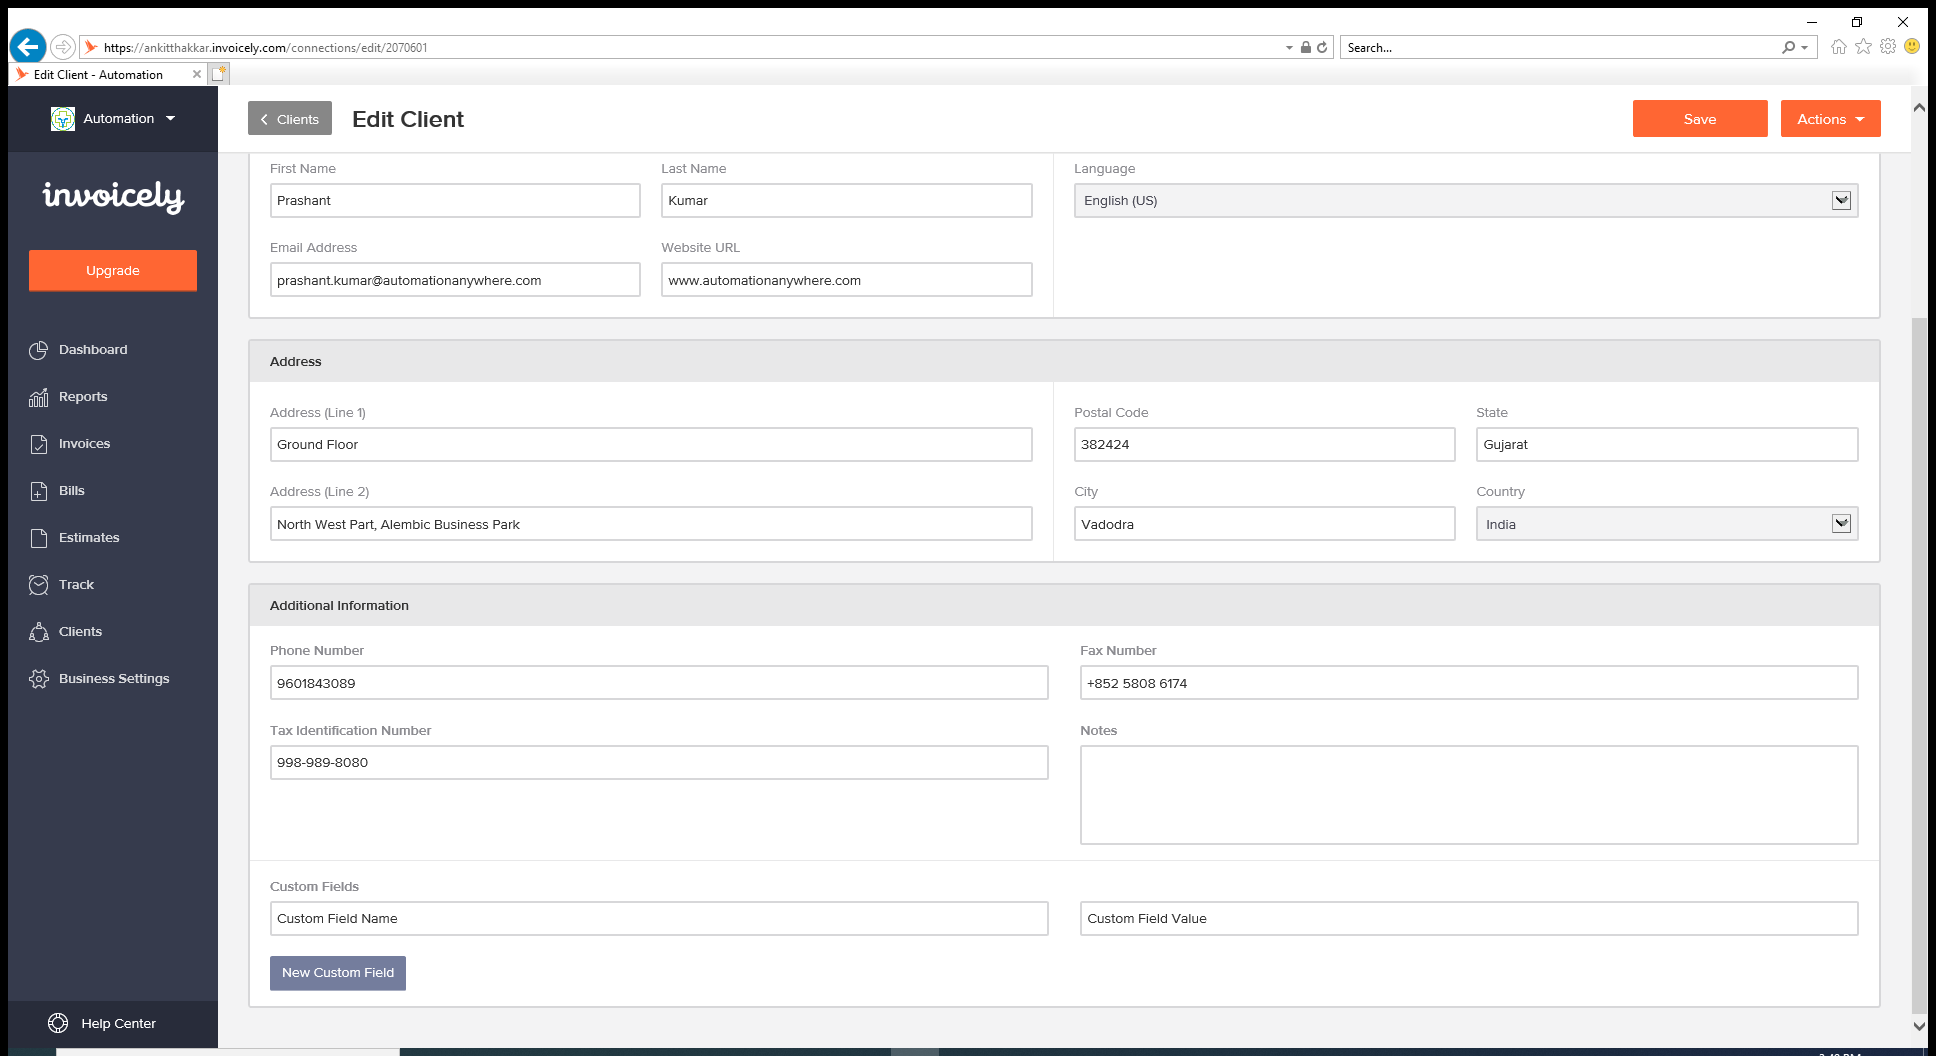 https://ankitthakkar.invoicely.com/connections/edit/2070601
Search...
Edit Client - Automation
Automation
Clients
Edit Client
Save
Actions
invoicely
Upgrade
Dashboard
Reports
Invoices
Bills
Estimates
Track
Clients
Business Settings
Help Center
First Name
Last Name
Language
Prashant
Kumar
English (US)
Email Address
Website URL
prashant.kumar@automationanywhere.com
www.automationanywhere.com
Address
Address (Line 1)
Postal Code
State
Ground Floor
382424
Gujarat
Address (Line 2)
City
Country
North West Part, Alembic Business Park
Vadodra
India
Additional Information
Phone Number
Fax Number
9601843089
+852 5808 6174
Tax Identification Number
Notes
998-989-8080
Custom Fields
Custom Field Name
Custom Field Value
New Custom Field